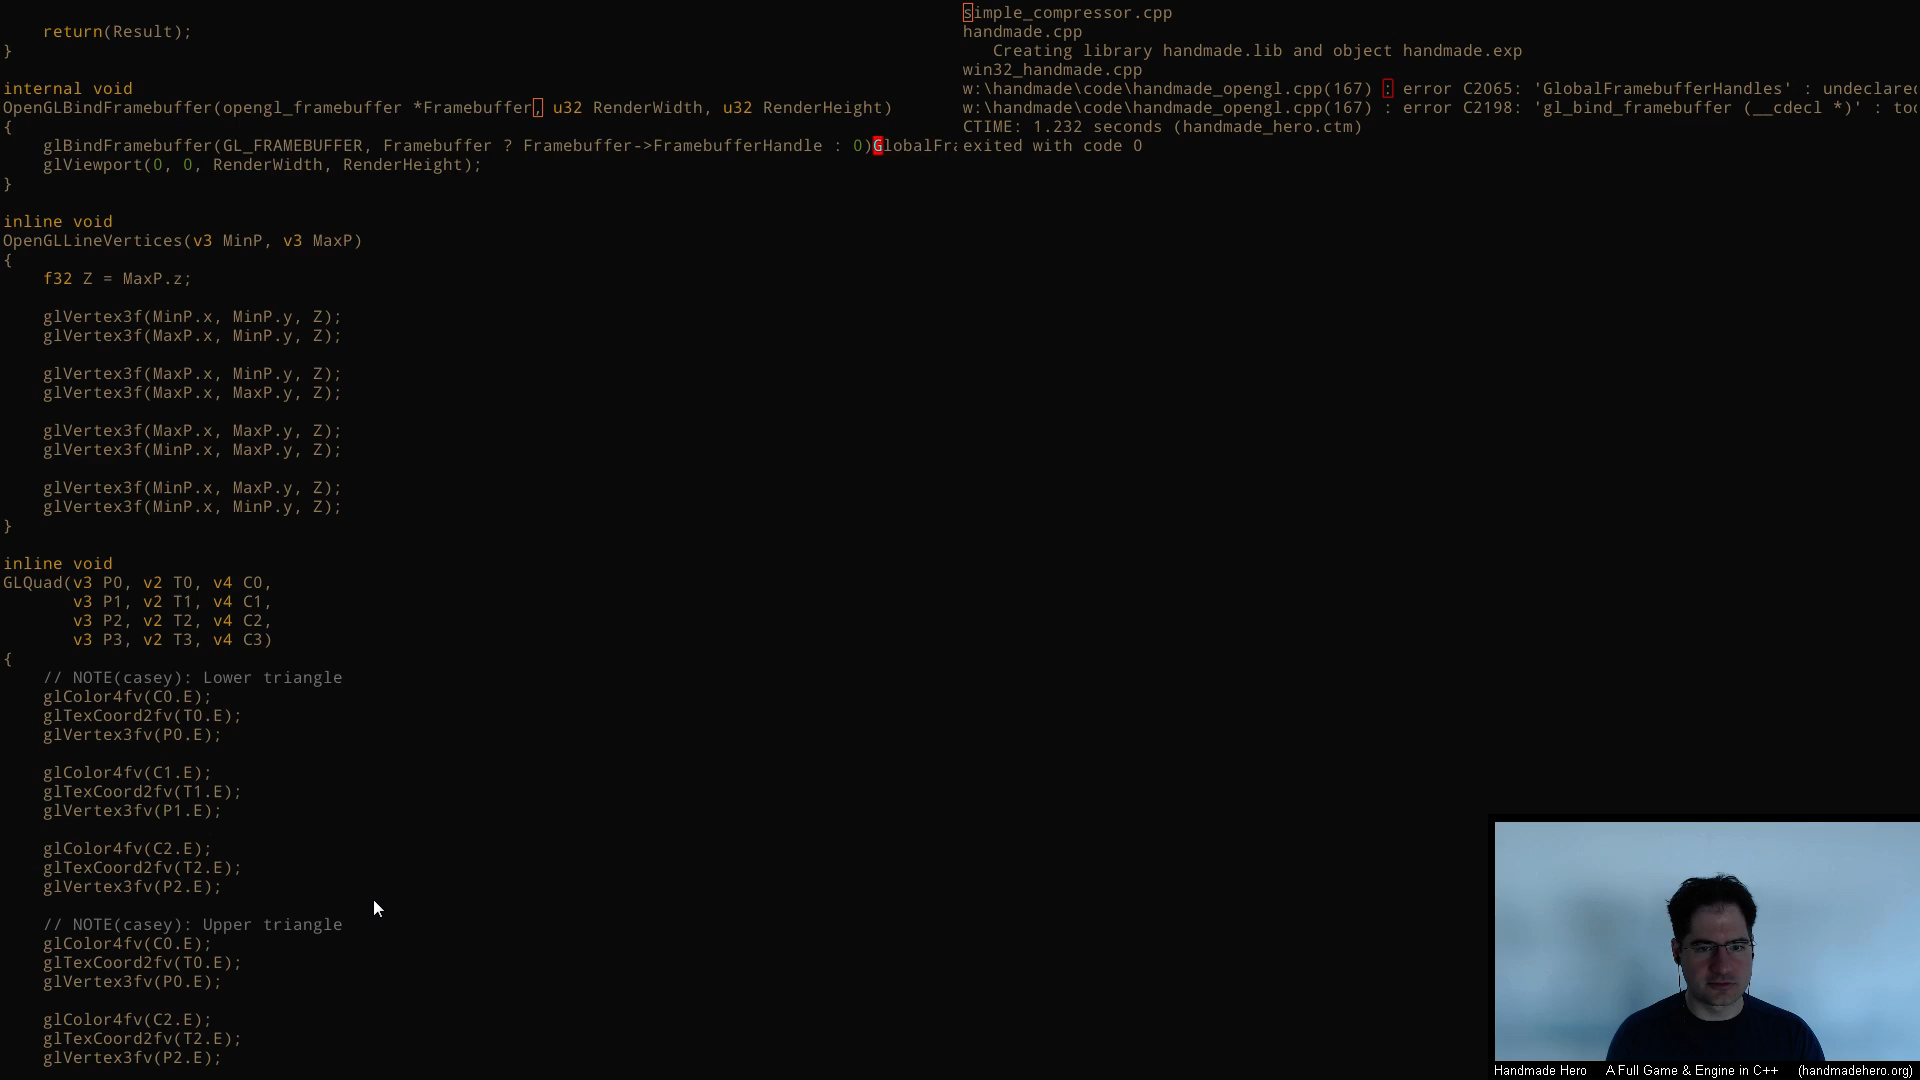 return(Result);
}
internal void
OpenGLBindFramebuffer(opengl_framebuffer *Framebuffer, u32 RenderWidth, u32 RenderHeight)
{
    glBindFramebuffer(GL_FRAMEBUFFER, Framebuffer ? Framebuffer->FramebufferHandle : 0)GlobalFra
    glViewport(0, 0, RenderWidth, RenderHeight);
}
inline void
OpenGLLineVertices(v3 MinP, v3 MaxP)
{
    f32 Z = MaxP.z;
    glVertex3f(MinP.x, MinP.y, Z);
    glVertex3f(MaxP.x, MinP.y, Z);
    glVertex3f(MaxP.x, MinP.y, Z);
    glVertex3f(MaxP.x, MaxP.y, Z);
    glVertex3f(MaxP.x, MaxP.y, Z);
    glVertex3f(MinP.x, MaxP.y, Z);
    glVertex3f(MinP.x, MaxP.y, Z);
    glVertex3f(MinP.x, MinP.y, Z);
}
inline void
GLQuad(v3 P0, v2 T0, v4 C0,
       v3 P1, v2 T1, v4 C1,
       v3 P2, v2 T2, v4 C2,
       v3 P3, v2 T3, v4 C3)
{
    // NOTE(casey): Lower triangle
    glColor4fv(C0.E);
    glTexCoord2fv(T0.E);
    glVertex3fv(P0.E);
    glColor4fv(C1.E);
    glTexCoord2fv(T1.E);
    glVertex3fv(P1.E);
    glColor4fv(C2.E);
    glTexCoord2fv(T2.E);
    glVertex3fv(P2.E);
    // NOTE(casey): Upper triangle
    glColor4fv(C0.E);
    glTexCoord2fv(T0.E);
    glVertex3fv(P0.E);
    glColor4fv(C2.E);
    glTexCoord2fv(T2.E);
    glVertex3fv(P2.E);
simple_compressor.cpp
handmade.cpp
   Creating library handmade.lib and object handmade.exp
win32_handmade.cpp
w:\handmade\code\handmade_opengl.cpp(167) : error C2065: 'GlobalFramebufferHandles' : undeclared
w:\handmade\code\handmade_opengl.cpp(167) : error C2198: 'gl_bind_framebuffer (__cdecl *)' : too
CTIME: 1.232 seconds (handmade_hero.ctm)
exited with code 0
Handmade Hero A Full Game & Engine in C++ (handmadehero.org)